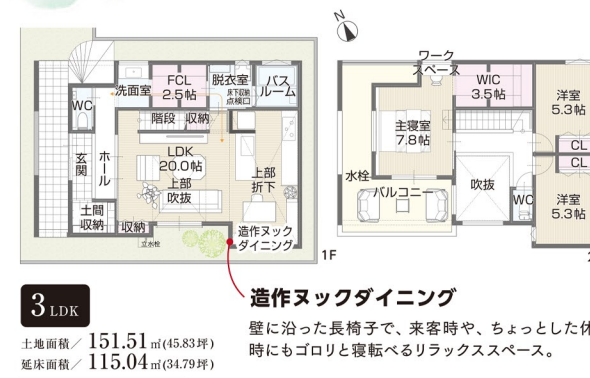 N
洗面室
FCL
2.5帖
脱衣室
床下収納
点検口
バス
ルーム
WC
階段
収納
玄関
ホール
LDK
20.0帖
上部
吹抜
上部
折下
土間
収納
収納
立水栓
造作ヌック
ダイニング
1F
ワーク
スペース
WIC
3.5帖
洋室
5.3帖
主寝室
7.8帖
CL
CL
水栓
バルコニー
吹抜
WC
洋室
5.3帖
造作ヌックダイニング
壁に沿った長椅子で、来客時や、ちょっとした休
時にもゴロリと寝転べるリラックススペース。
3LDK
土地面積／151.51㎡(45.83坪)
延床面積／115.04㎡(34.79坪)